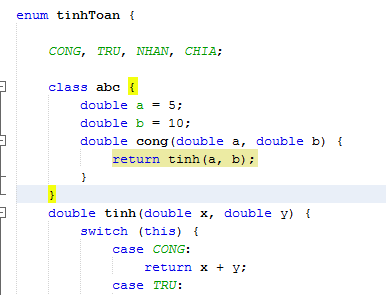 enum tinhToan {
CONG, TRU, NHAN, CHIA;
class abc {
double a = 5;
double b = 10;
double cong(double a, double b) {
return tinh(a, b);
}
}
double tinh(double x, double y) {
switch (this) {
case CONG:
return x + y;
case TRU: